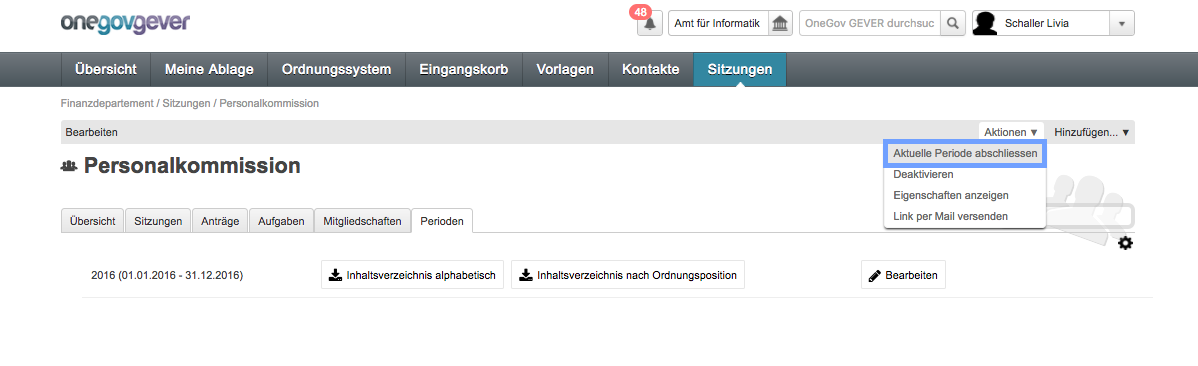 onegovgever
48
Amt für Informatik
OneGov GEVER durchsuc
Schaller Livia
Übersicht Meine Ablage Ordnungssystem Eingangskorb Vorlagen Kontakte Sitzungen
Finanzdepartement / Sitzungen / Personalkommission
Bearbeiten Aktionen ▼ Hinzufügen... ▼
Aktuelle Periode abschliessen
Deaktivieren
Eigenschaften anzeigen
Link per Mail versenden
Personalkommission
Übersicht Sitzungen Anträge Aufgaben Mitgliedschaften Perioden
2016 (01.01.2016 - 31.12.2016) Inhaltsverzeichnis alphabetisch Inhaltsverzeichnis nach Ordnungsposition Bearbeiten